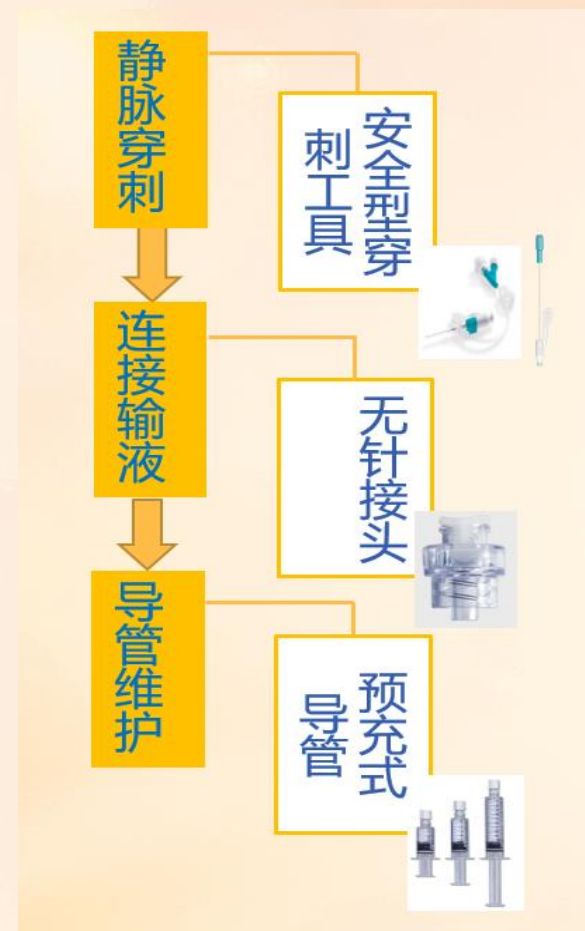 静脉穿刺
安全型穿
刺工具
连接输液
无针接头
导管维护
预充式
导管